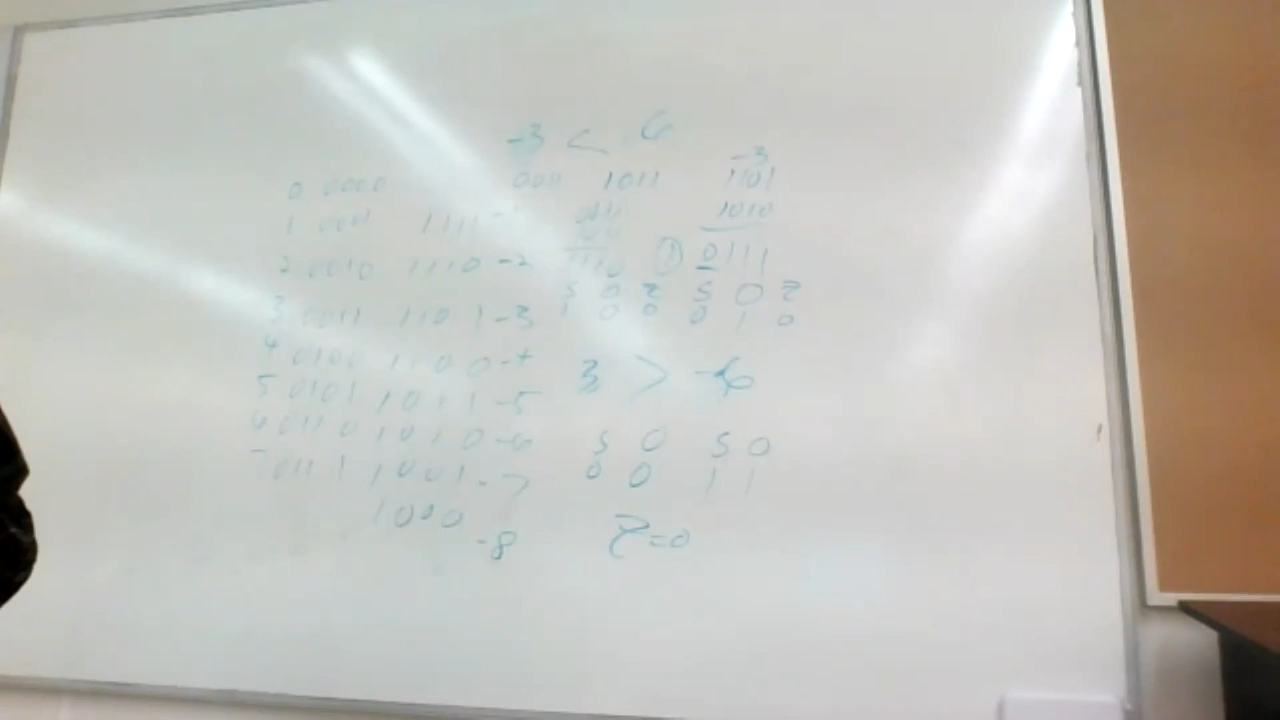 -3 < 6
-3
0 0000 0011 1011 1101
1 0001 1111 1010
2 0010 1110 -2 1110 1 0111
S O Z S O Z
3 0011 1101 -3 1 0 0 0 1 0
4 0100 1100 -4 3 > -6
5 0101 1011 -5
6 0110 1010 -6 S O S O
7 0111 1001 -7 0 0 1 1
1000 -8 Z=0